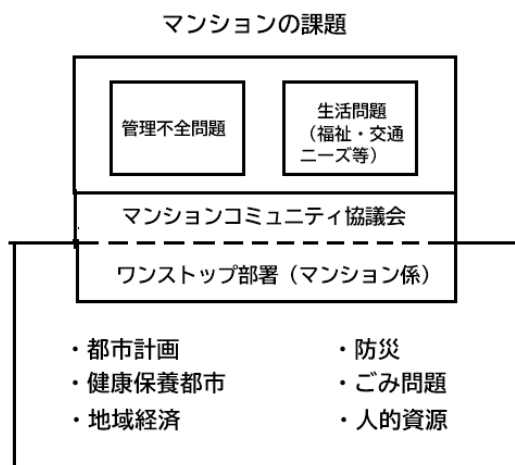 マンションの課題
管理不全問題
生活問題
（福祉・交通
ニーズ等）
マンションコミュニティ協議会
ワンストップ部署（マンション係）
・都市計画
・健康保養都市
・地域経済
・防災
・ごみ問題
・人的資源